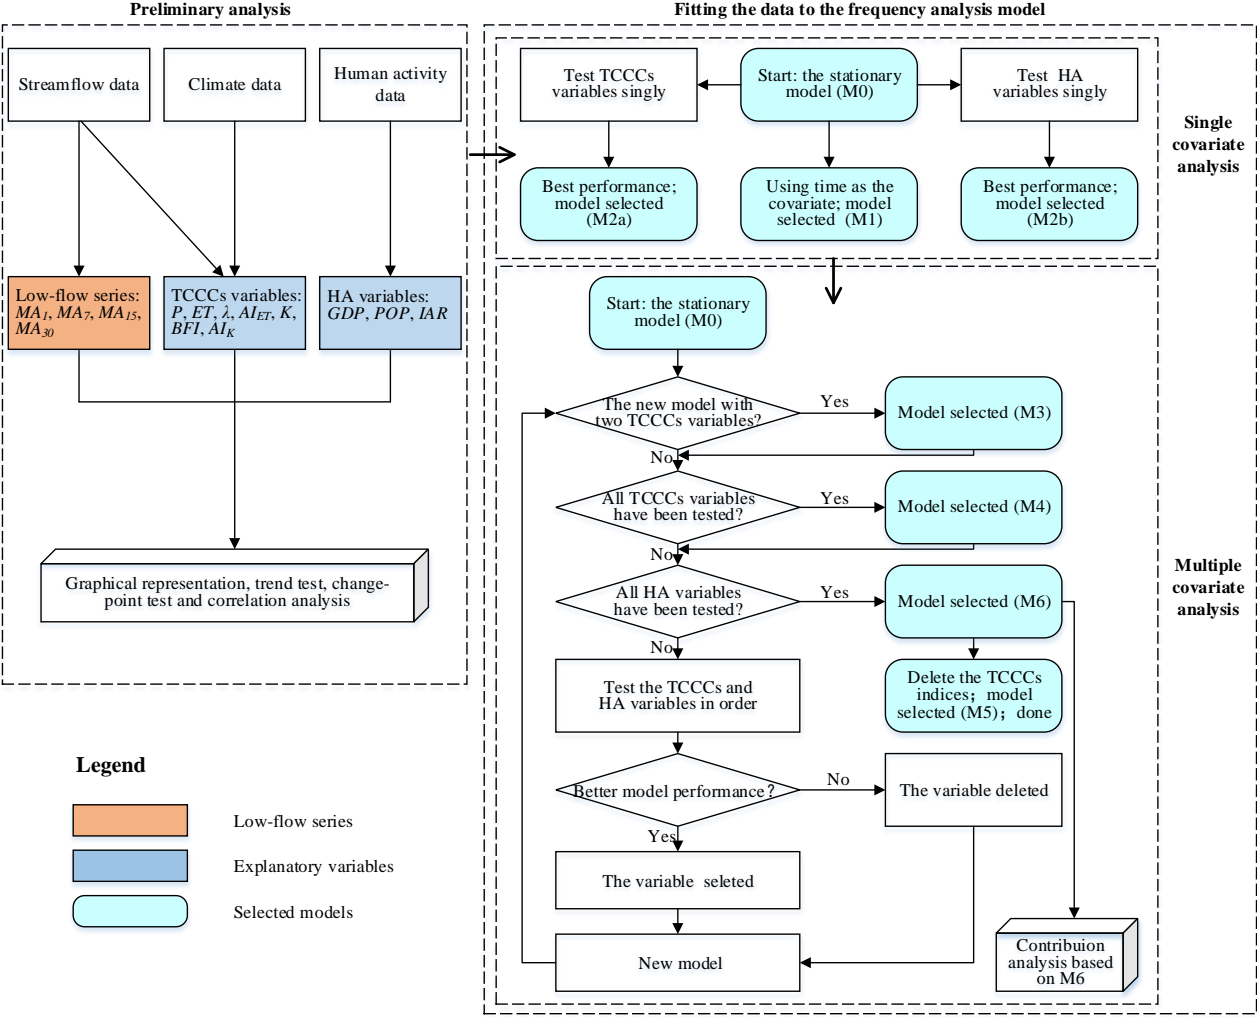 Preliminary analysis
Streamflow data
Climate data
Human activity
data
Low-flow series:
MA1, MA7, MA15,
MA30
TCCCs variables:
P, ET, λ, AIET, K,
BFI, AIK
HA variables:
GDP, POP, IAR
Graphical representation, trend test, change-
point test and correlation analysis
Legend
Low-flow series
Explanatory variables
Selected models
Fitting the data to the frequency analysis model
Test TCCCs
variables singly
Start: the stationary
model (M0)
Test HA
variables singly
Best performance;
model selected
(M2a)
Using time as the
covariate; model
selected (M1)
Best performance;
model selected
(M2b)
Single
covariate
analysis
Start: the stationary
model (M0)
The new model with
two TCCCs variables?
Yes
Model selected (M3)
No
All TCCCs variables
have been tested?
Yes
Model selected (M4)
No
All HA variables
have been tested?
Yes
Model selected (M6)
No
Test the TCCCs and
HA variables in order
Delete the TCCCs
indices; model
selected (M5); done
Better model performance?
No
The variable deleted
Yes
The variable seleted
New model
Contribuion
analysis based
on M6
Multiple
covariate
analysis